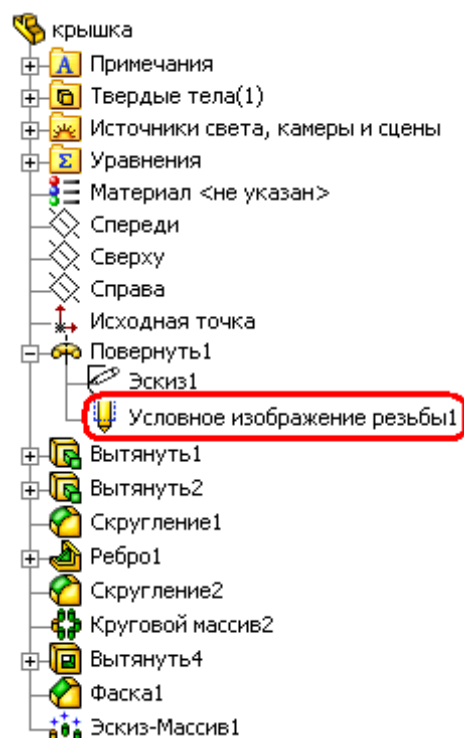 крышка
Примечания
Твердые тела(1)
Источники света, камеры и сцены
Уравнения
Материал <не указан>
Спереди
Сверху
Справа
Исходная точка
Повернуть1
Эскиз1
Условное изображение резьбы1
Вытянуть1
Вытянуть2
Скругление1
Ребро1
Скругление2
Круговой массив2
Вытянуть4
Фаска1
Эскиз-Массив1